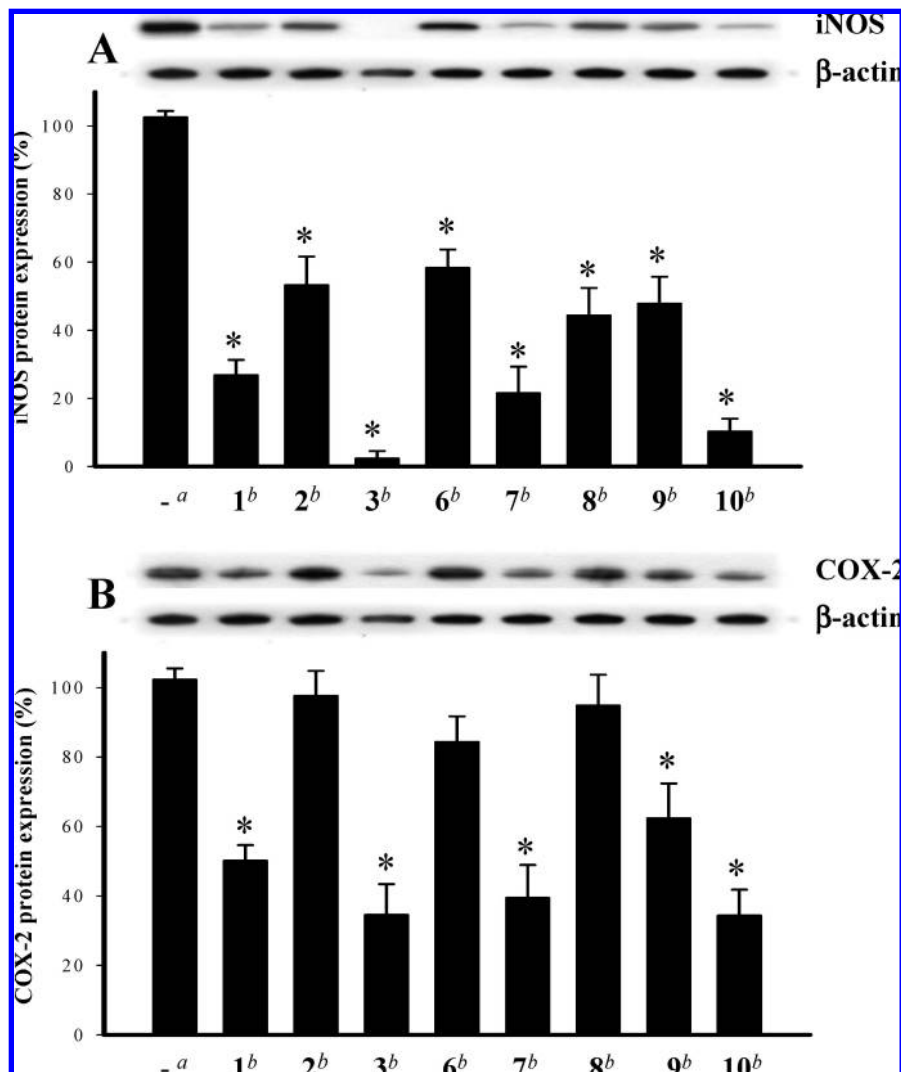 iNOS
A
β-actin
iNOS protein expression (%)
100
80
60
40
20
0
* * * * * * * *
- a 1b 2b 3b 6b 7b 8b 9b 10b
COX-2
B
β-actin
COX-2 protein expression (%)
100
80
60
40
20
0
* * * * *
- a 1b 2b 3b 6b 7b 8b 9b 10b